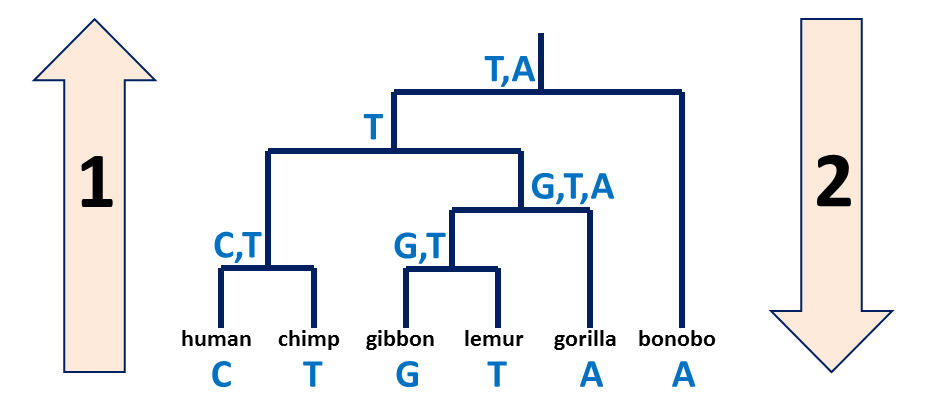 T,A
T
1
2
G,T,A
C,T
G,T
human chimp gibbon lemur gorilla bonobo
C T G T A A